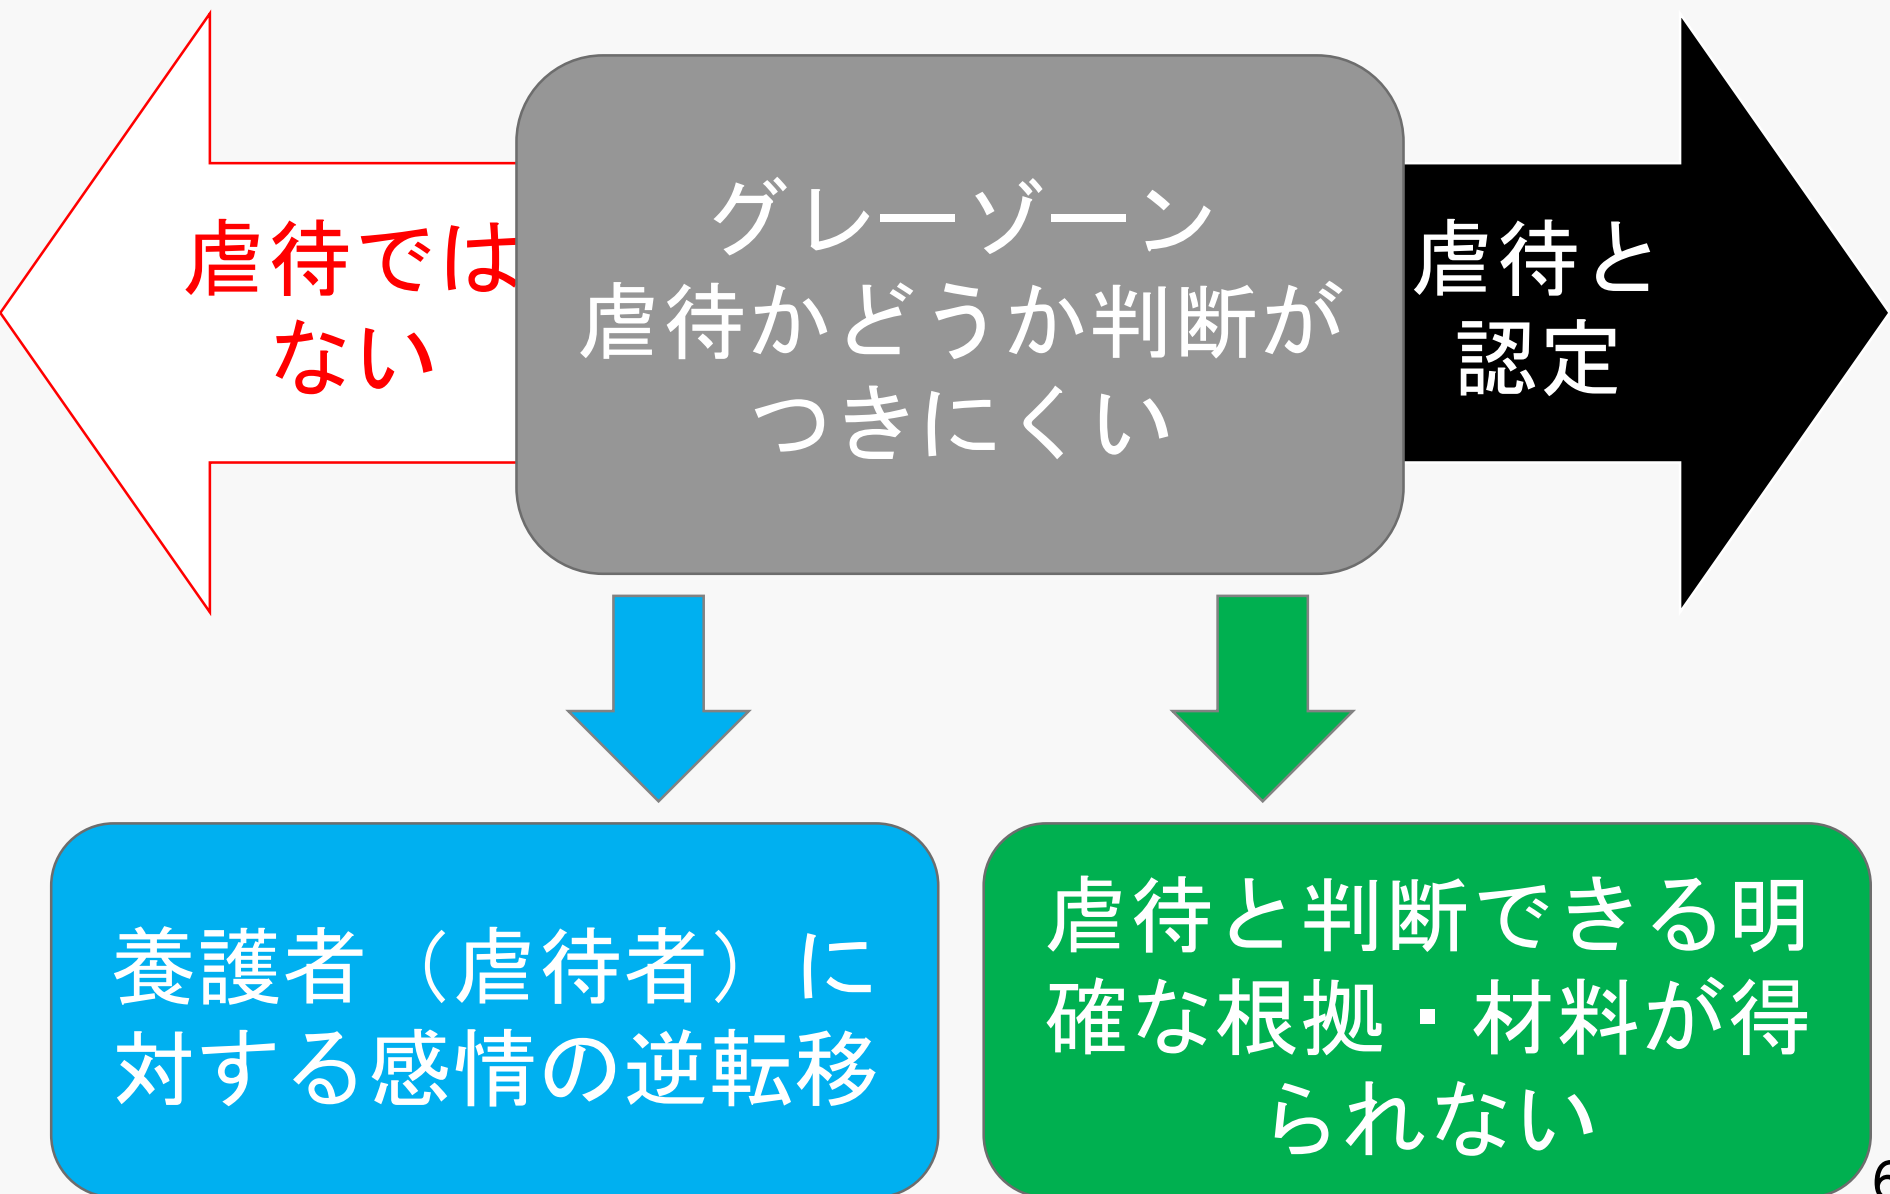 虐待では
ない
グレーゾーン
虐待かどうか判断が
つきにくい
虐待と
認定
養護者（虐待者）に
対する感情の逆転移
虐待と判断できる明
確な根拠・材料が得
られない
6